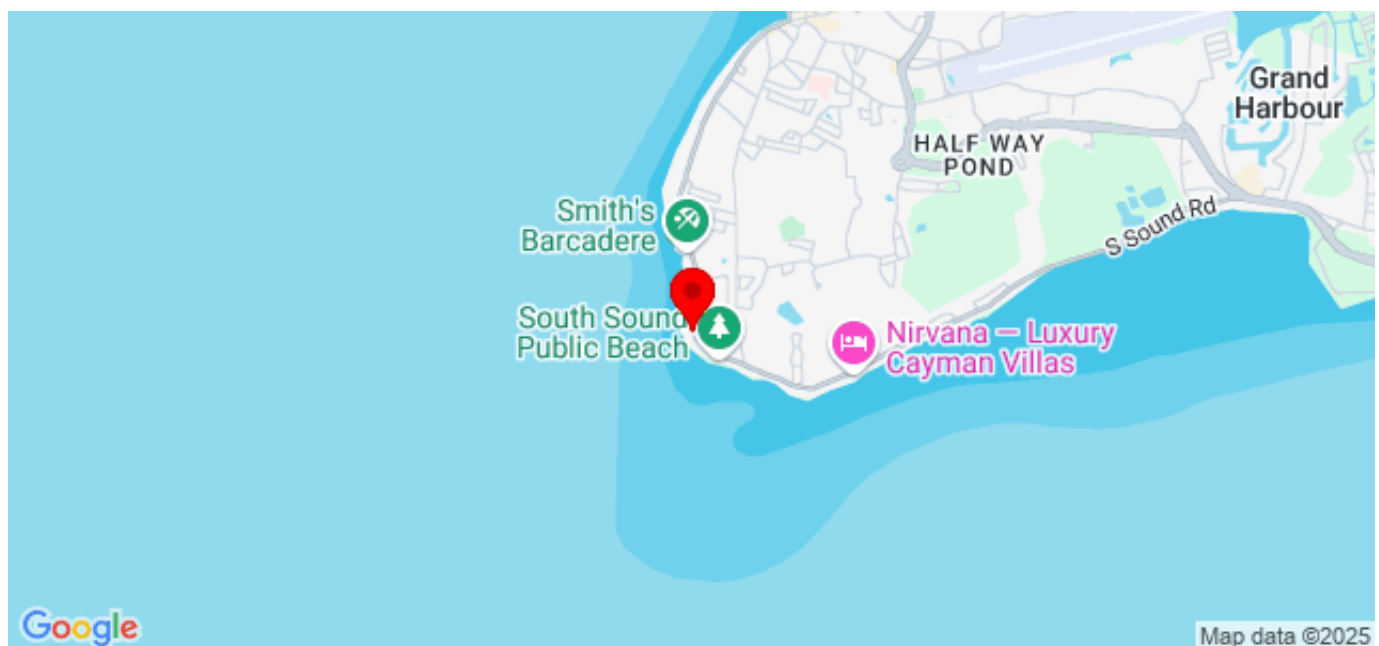 Grand
Harbour
HALF WAY
POND
Smith's
Barcadere
S Sound Rd
South Sound
Public Beach
Nirvana — Luxury
Cayman Villas
Google
Map data ©2025